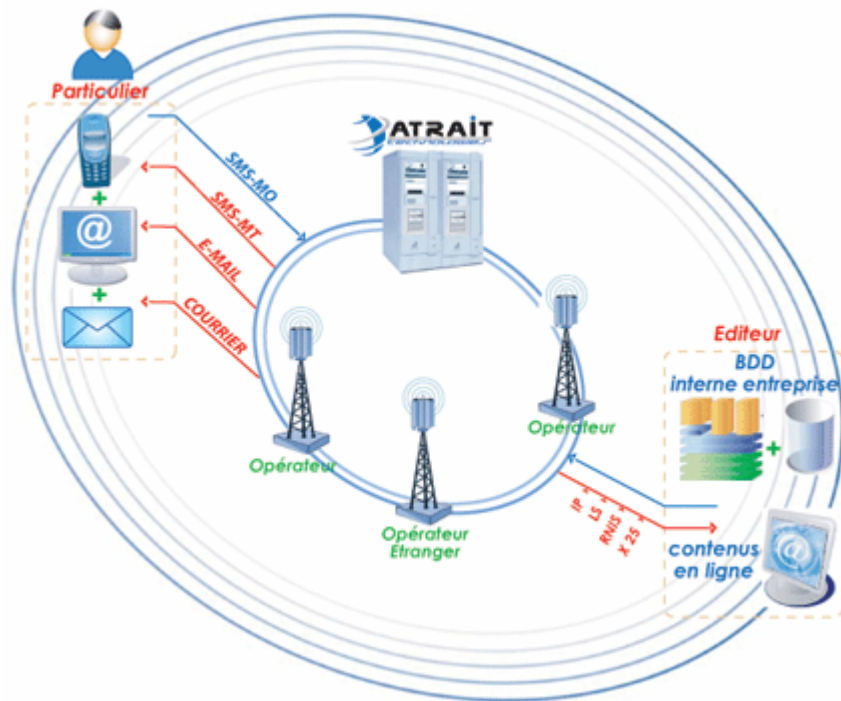 Particulier
ATRAIT
TECHNOLOGIES
SMS-MO
SMS-MT
E-MAIL
COURRIER
@
Opérateur
Opérateur
Etranger
Opérateur
Editeur
BDD
interne entreprise
IP
LS
RNIS
X 25
contenus
en ligne
@